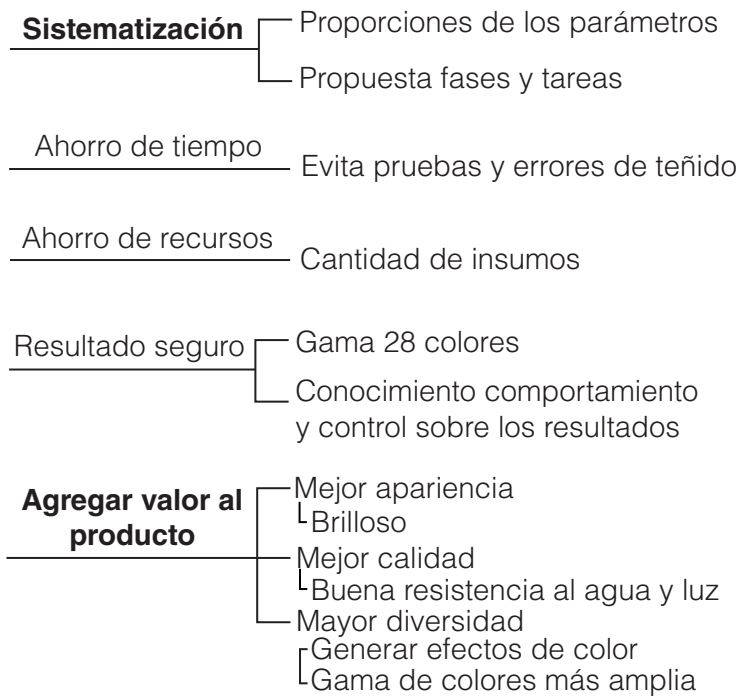 Sistematización
Proporciones de los parámetros
Propuesta fases y tareas
Ahorro de tiempo
Evita pruebas y errores de teñido
Ahorro de recursos
Cantidad de insumos
Resultado seguro
Gama 28 colores
Conocimiento comportamiento
y control sobre los resultados
Agregar valor al
producto
Mejor apariencia
Brilloso
Mejor calidad
Buena resistencia al agua y luz
Mayor diversidad
Generar efectos de color
Gama de colores más amplia